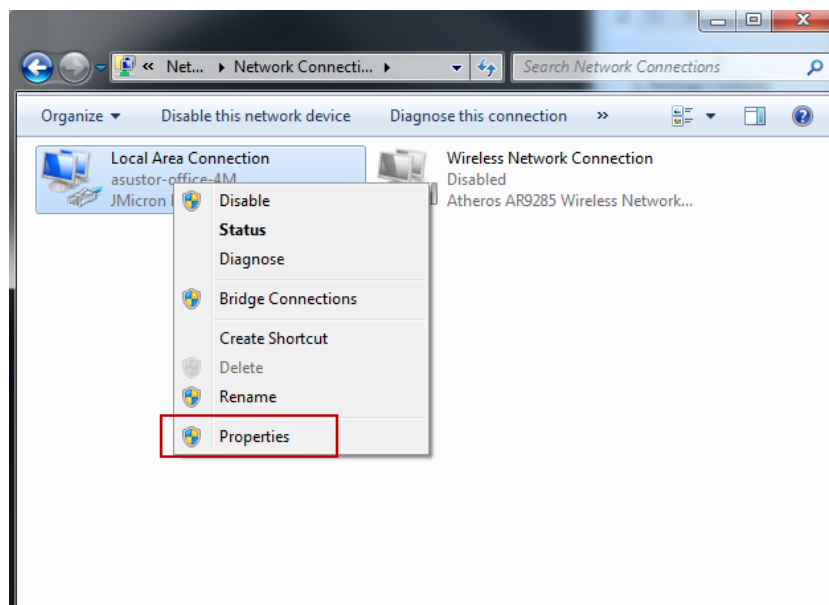 « Net... Network Connecti...
Search Network Connections
Organize Disable this network device Diagnose this connection »
Local Area Connection
asustor-office-4M
JMicron
Wireless Network Connection
Disabled
Atheros AR9285 Wireless Network...
Disable
Status
Diagnose
Bridge Connections
Create Shortcut
Delete
Rename
Properties